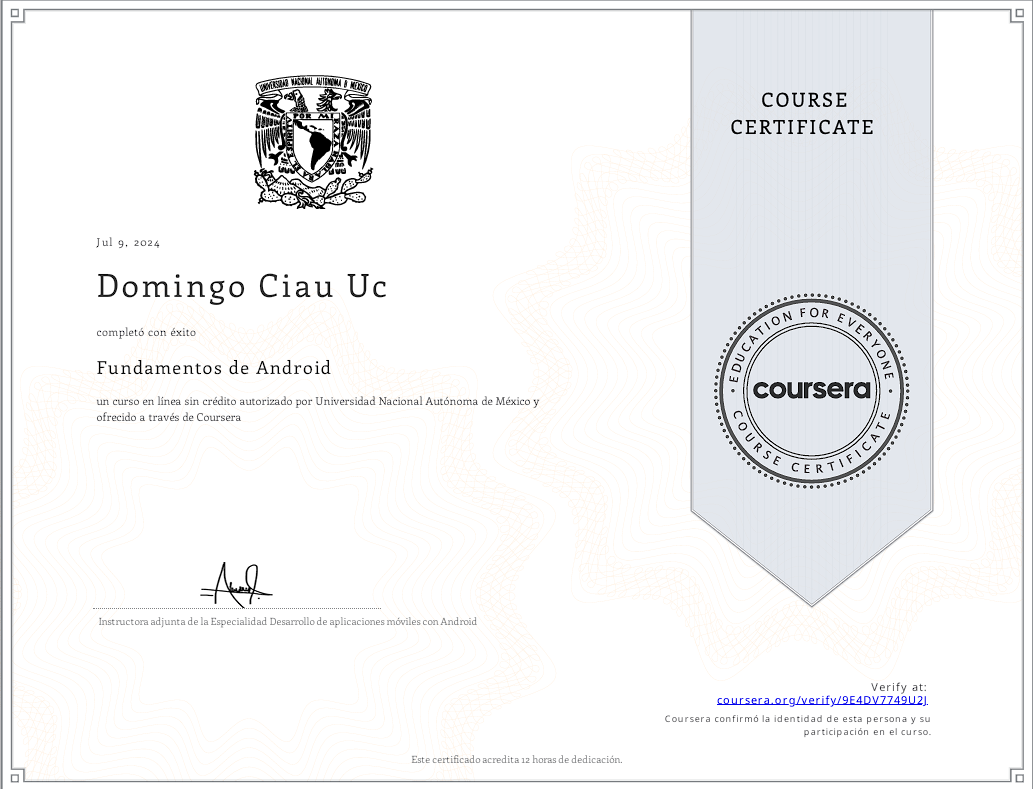 UNIVERSIDAD NACIONAL AUTÓNOMA D MÉXICO
POR MI RAZA HABLARA EL ESPIRITU
COURSE
CERTIFICATE
Jul 9, 2024
Domingo Ciau Uc
completó con éxito
Fundamentos de Android
un curso en línea sin crédito autorizado por Universidad Nacional Autónoma de México y
ofrecido a través de Coursera
EDUCATION FOR EVERYONE
coursera
COURSE CERTIFICATE
Instructora adjunta de la Especialidad Desarrollo de aplicaciones móviles con Android
Verify at:
coursera.org/verify/9E4DV7749U2J
Coursera confirmó la identidad de esta persona y su
participación en el curso.
Este certificado acredita 12 horas de dedicación.